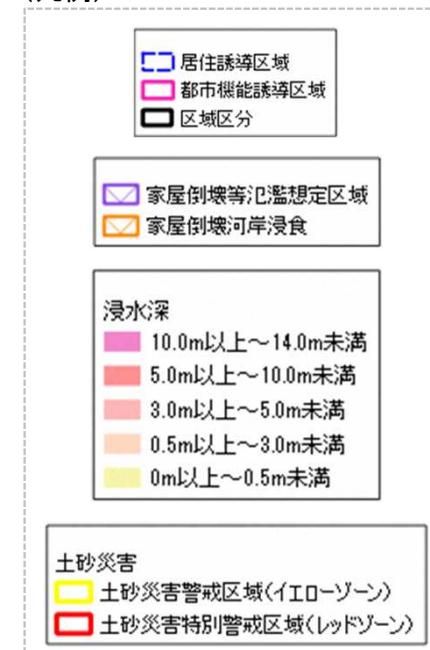 居住誘導区域
都市機能誘導区域
区域区分
家屋倒壊等氾濫想定区域
家屋倒壊河岸浸食
浸水深
10.0m以上～14.0m未満
5.0m以上～10.0m未満
3.0m以上～5.0m未満
0.5m以上～3.0m未満
0m以上～0.5m未満
土砂災害
土砂災害警戒区域(イエローゾーン)
土砂災害特別警戒区域(レッドゾーン)